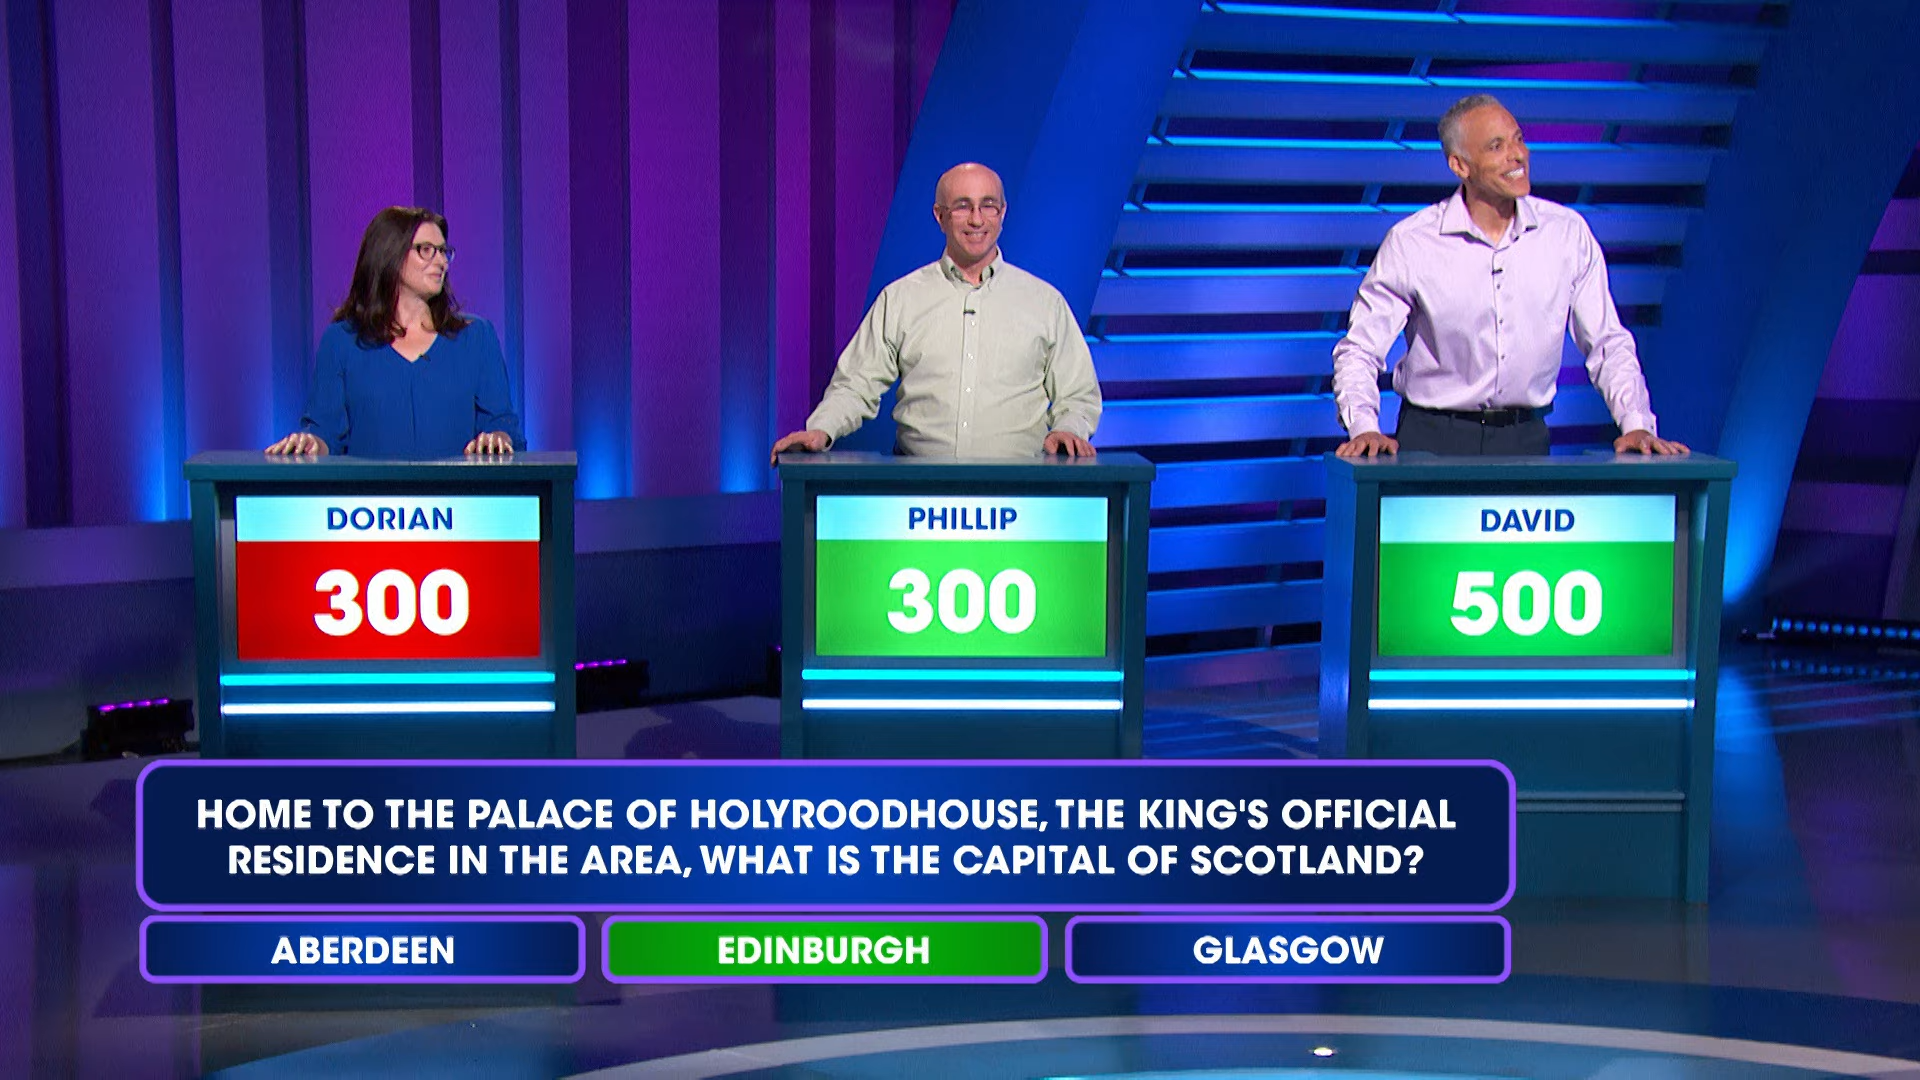 DORIAN
300
PHILLIP
300
DAVID
500
HOME TO THE PALACE OF HOLYROODHOUSE, THE KING'S OFFICIAL
RESIDENCE IN THE AREA, WHAT IS THE CAPITAL OF SCOTLAND?
ABERDEEN
EDINBURGH
GLASGOW